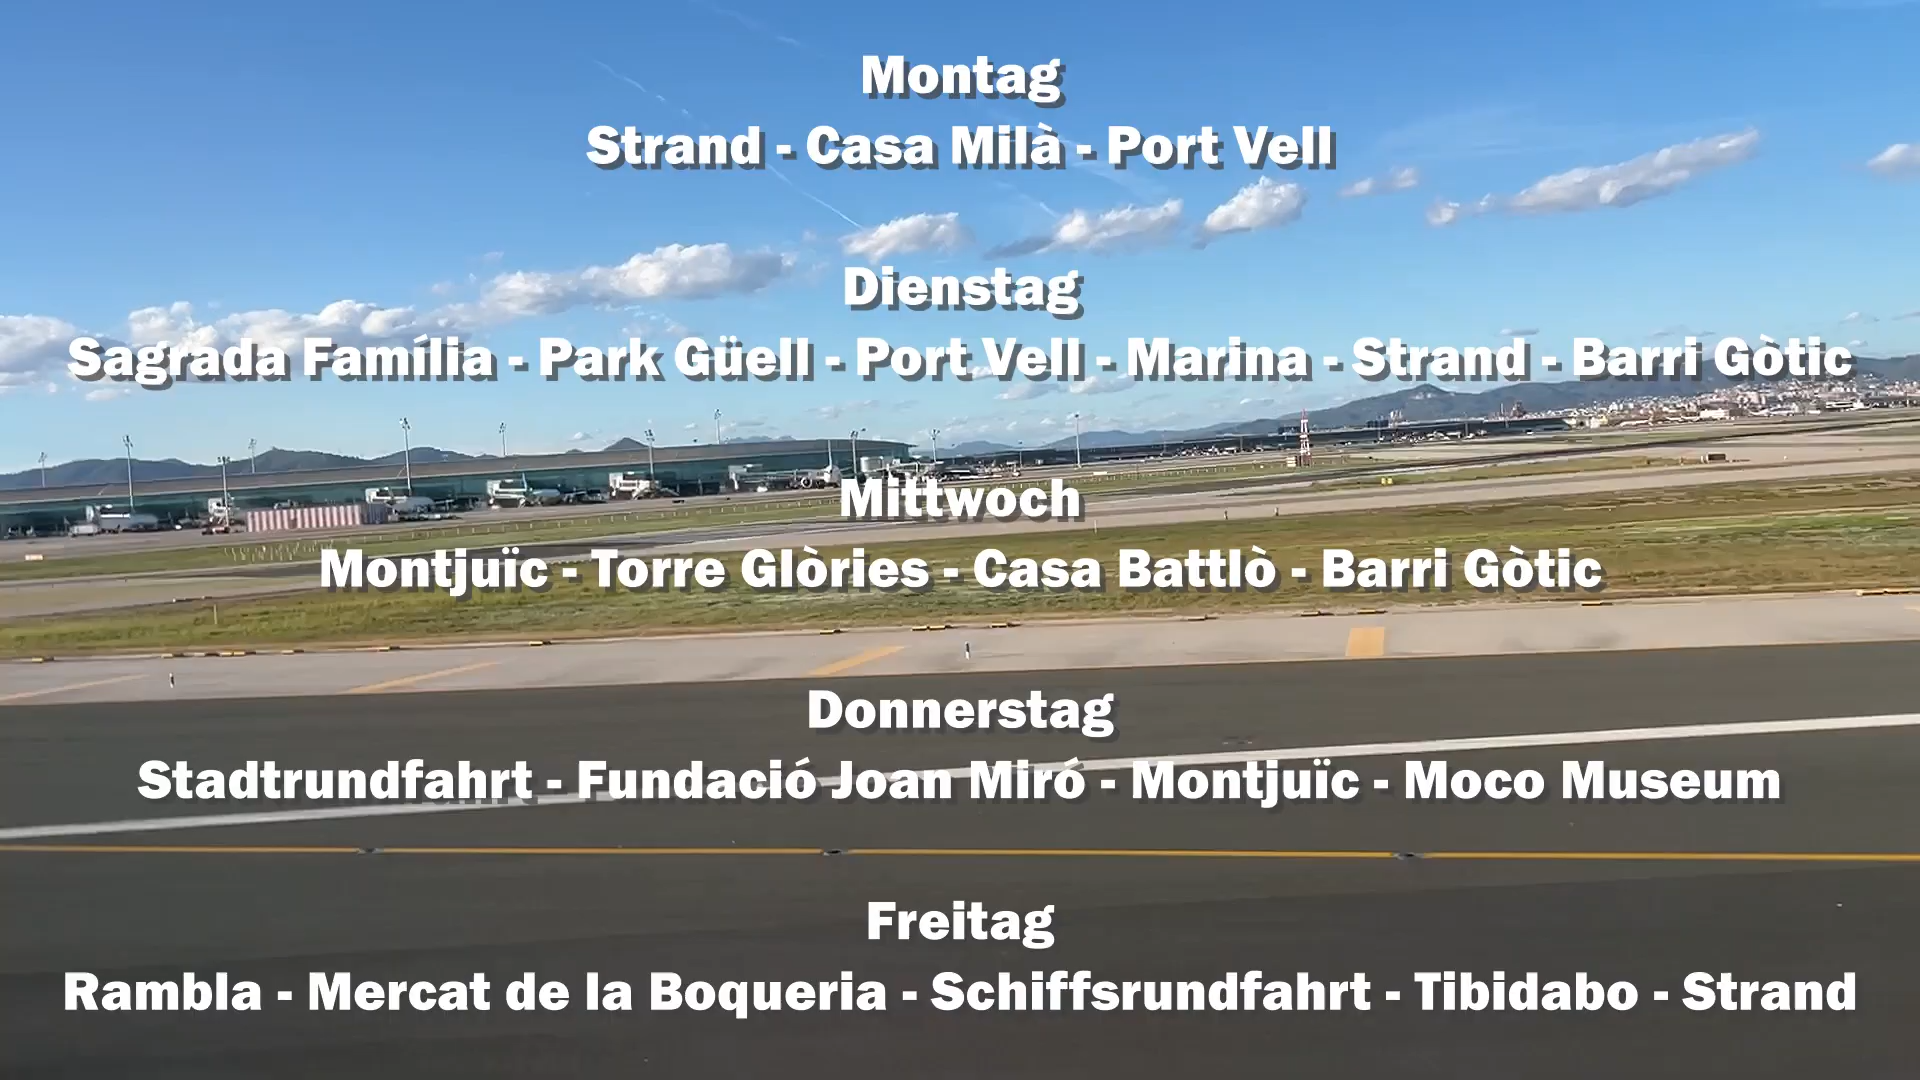 Montag
Strand - Casa Milà - Port Vell
Dienstag
Sagrada Família - Park Güell - Port Vell - Marina - Strand - Barri Gòtic
Mittwoch
Montjuïc - Torre Glòries - Casa Battlò - Barri Gòtic
Donnerstag
Stadtrundfahrt - Fundació Joan Miró - Montjuïc - Moco Museum
Freitag
Rambla - Mercat de la Boqueria - Schiffsrundfahrt - Tibidabo - Strand